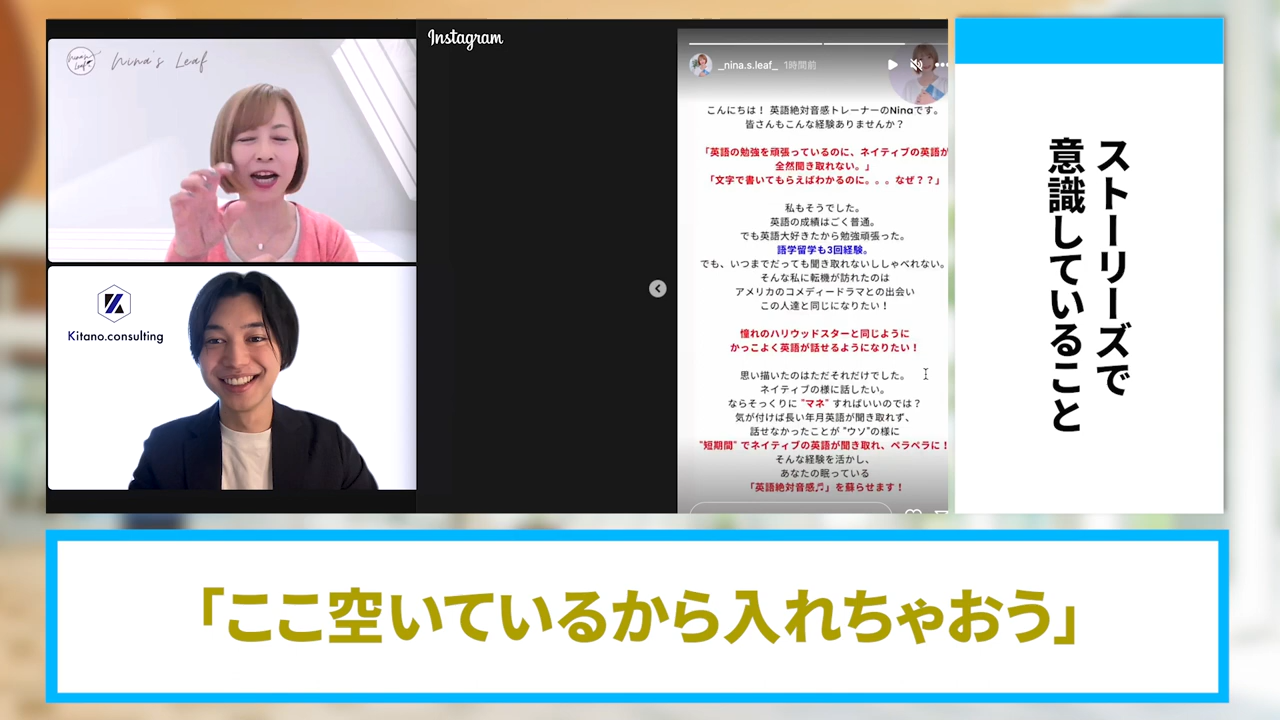 Nina's Leaf
Kitano.consulting
Instagram
_nina.s.leaf_ 1時間前
こんにちは！ 英語絶対音感トレーナーのNinaです。
皆さんもこんな経験ありませんか？
「英語の勉強を頑張っているのに、ネイティブの英語が
全然聞き取れない。」
「文字で書いてもらえばわかるのに。。。なぜ？？」
私もそうでした。
英語の成績はごく普通。
でも英語大好きだから勉強頑張った。
語学留学も3回経験。
でも、いつまでたっても聞き取れないししゃべれない。
そんな私に転機が訪れたのは
アメリカのコメディードラマとの出会い
この人達と同じになりたい！
憧れのハリウッドスターと同じように
かっこよく英語が話せるようになりたい！
思い描いたのはただそれだけでした。
ネイティブの様に話したい。
ならそっくりに "マネ" すればいいのでは？
気が付けば長い年月英語が聞き取れず、
話せなかったことが "ウソ"の様に
"短期間" でネイティブの英語が聞き取れ、ペラペラに！
そんな経験を活かし、
あなたの眠っている
「英語絶対音感♬」を蘇らせます！
ストーリーズで
意識していること
「ここ空いているから入れちゃおう」